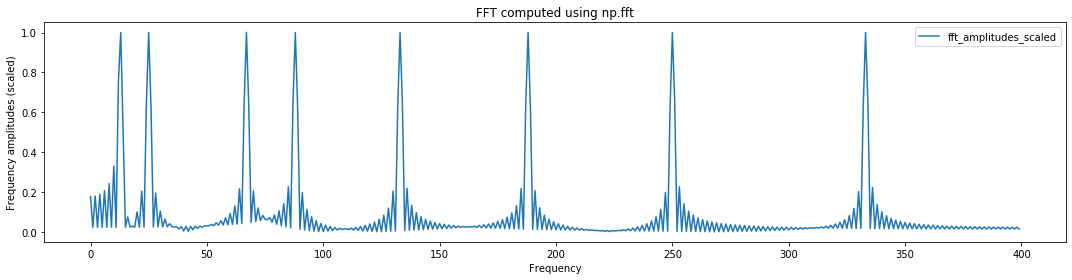 FFT computed using np.fft
fft_amplitudes_scaled
Frequency amplitudes (scaled)
1.0
0.8
0.6
0.4
0.2
0.0
0 50 100 150 200 250 300 350 400
Frequency